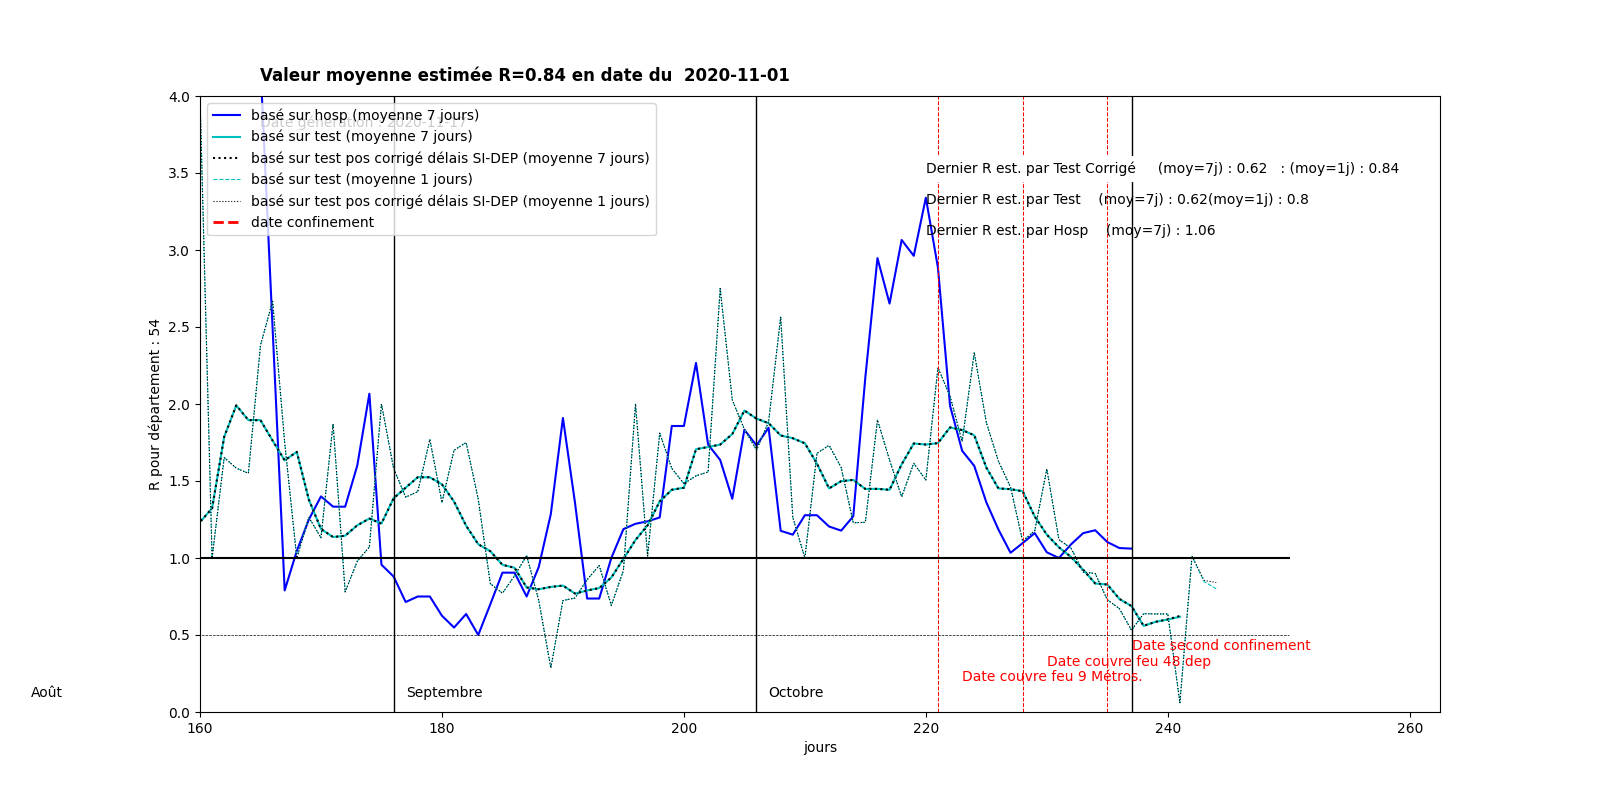 Valeur moyenne estimée R=0.84 en date du  2020-11-01
Date génération : 2020-11-17
basé sur hosp (moyenne 7 jours)
basé sur test (moyenne 7 jours)
basé sur test pos corrigé délais SI-DEP (moyenne 7 jours)
basé sur test (moyenne 1 jours)
basé sur test pos corrigé délais SI-DEP (moyenne 1 jours)
date confinement
Dernier R est. par Test Corrigé     (moy=7j) : 0.62   : (moy=1j) : 0.84
Dernier R est. par Test    (moy=7j) : 0.62(moy=1j) : 0.8
Dernier R est. par Hosp    (moy=7j) : 1.06
R pour département : 54
4.0
3.5
3.0
2.5
2.0
1.5
1.0
0.5
0.0
Date second confinement
Date couvre feu 48 dep
Date couvre feu 9 Métros.
Août
Septembre
Octobre
160
180
200
220
240
260
jours